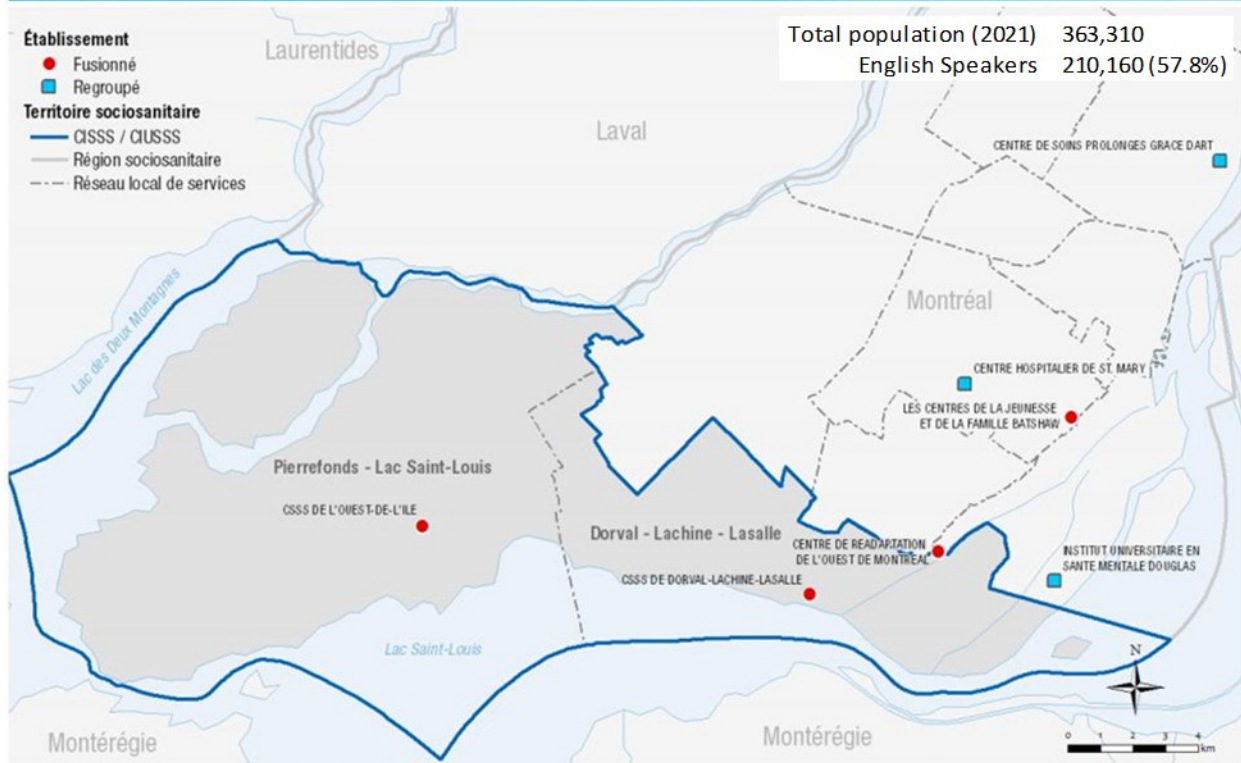 Établissement
Fusionné
Regroupé
Territoire sociosanitaire
CISSS / CIUSSS
Région sociosanitaire
Réseau local de services
Total population (2021) 363,310
English Speakers 210,160 (57.8%)
Laurentides
Laval
CENTRE DE SOINS PROLONGES GRACE DART
Lac des Deux Montagnes
Montréal
CENTRE HOSPITALIER DE ST. MARY
LES CENTRES DE LA JEUNESSE
ET DE LA FAMILLE BATSHAW
Pierrefonds - Lac Saint-Louis
CSSS DE L'OUEST-DE-L'ILE
Dorval - Lachine - Lasalle
CENTRE DE READAPTATION
DE L'OUEST DE MONTREAL
INSTITUT UNIVERSITAIRE EN
SANTE MENTALE DOUGLAS
CSSS DE DORVAL-LACHINE-LASALLE
Lac Saint-Louis
N
Montérégie
Montérégie
0 1 2 3 4
km